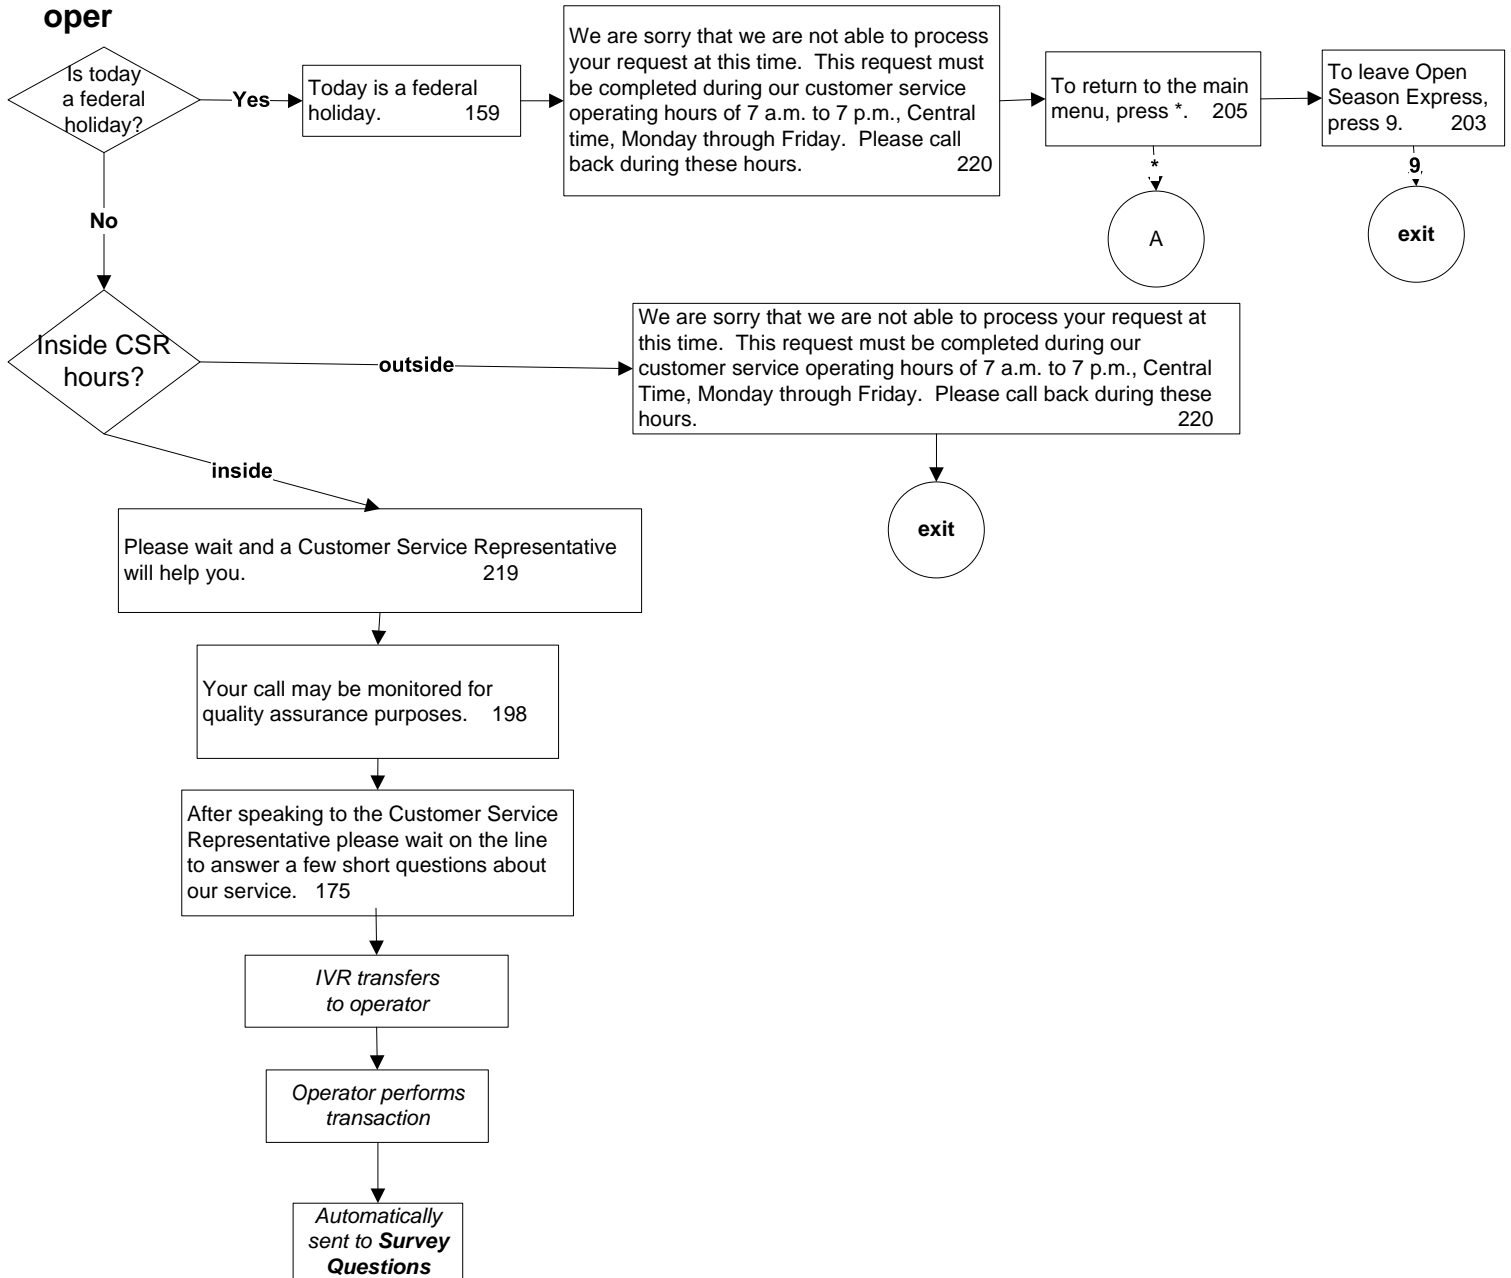 oper
Is today
a federal
holiday?
Yes
Today is a federal
holiday. 159
We are sorry that we are not able to process
your request at this time. This request must
be completed during our customer service
operating hours of 7 a.m. to 7 p.m., Central
time, Monday through Friday. Please call
back during these hours. 220
To return to the main
menu, press *. 205
To leave Open
Season Express,
press 9. 203
*
9
A
exit
No
Inside CSR
hours?
outside
We are sorry that we are not able to process your request at
this time. This request must be completed during our
customer service operating hours of 7 a.m. to 7 p.m., Central
Time, Monday through Friday. Please call back during these
hours. 220
exit
inside
Please wait and a Customer Service Representative
will help you. 219
Your call may be monitored for
quality assurance purposes. 198
After speaking to the Customer Service
Representative please wait on the line
to answer a few short questions about
our service. 175
IVR transfers
to operator
Operator performs
transaction
Automatically
sent to Survey
Questions